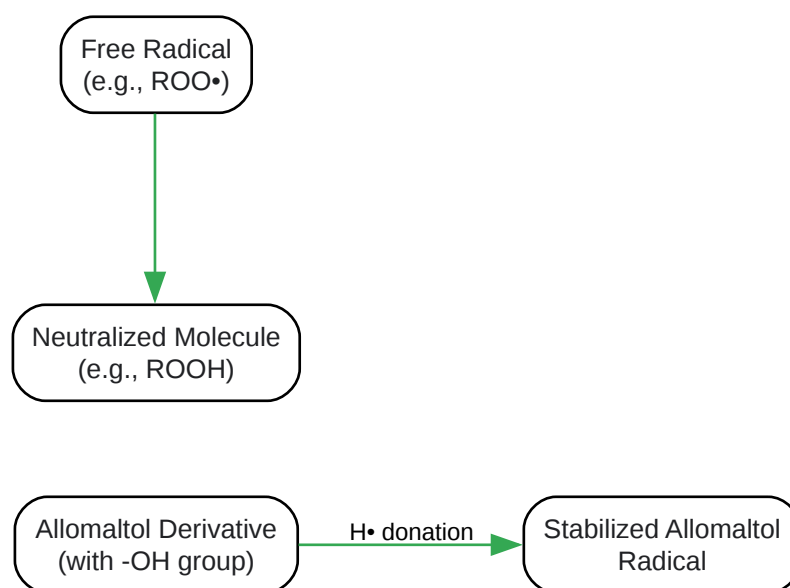 Free Radical
(e.g., ROO•)
Neutralized Molecule
(e.g., ROOH)
Allomaltol Derivative
(with -OH group)
H• donation
Stabilized Allomaltol
Radical